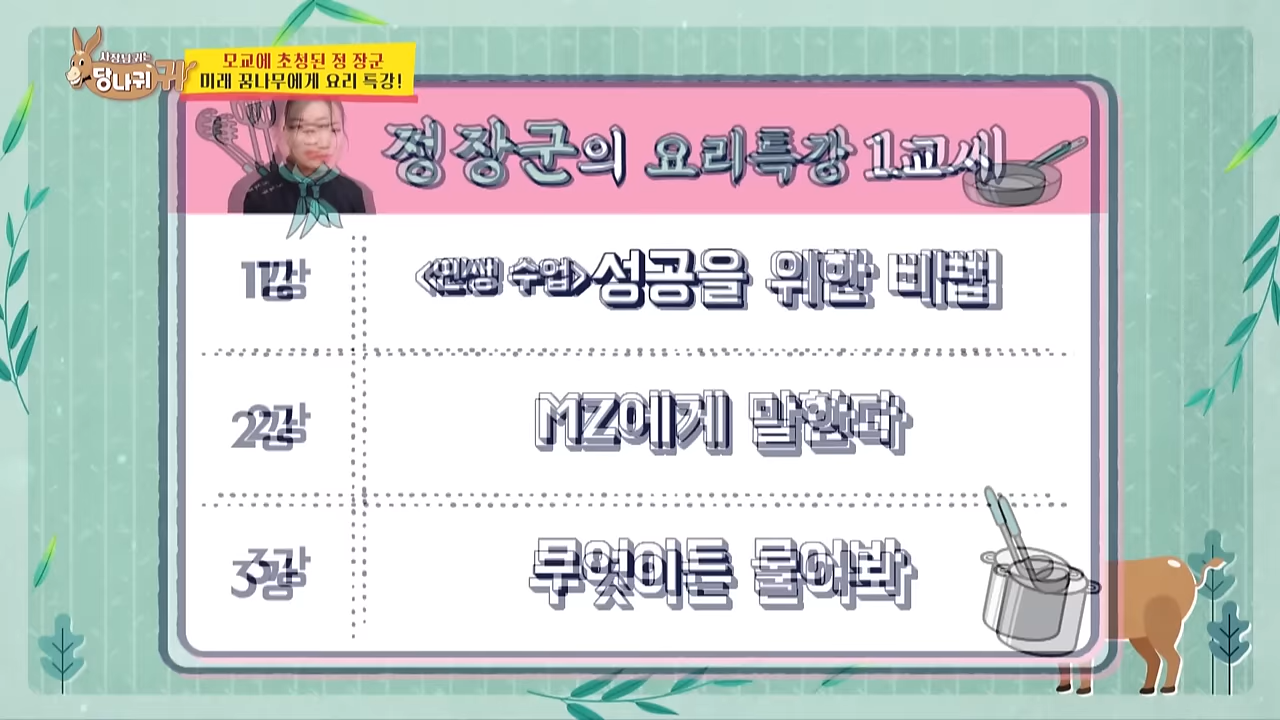 사장님 귀는
당나귀 귀
모교에 초청된 정 장군
미래 꿈나무에게 요리 특강!
정 장군의 요리특강 1교시
1강
<인생 수업> 성공을 위한 비법
2강
MZ에게 말한다
3강
무엇이든 물어봐